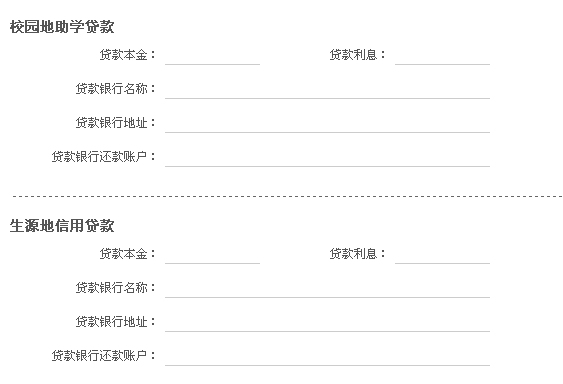 校园地助学贷款
贷款本金： 贷款利息：
贷款银行名称：
贷款银行地址：
贷款银行还款账户：
生源地信用贷款
贷款本金： 贷款利息：
贷款银行名称：
贷款银行地址：
贷款银行还款账户：